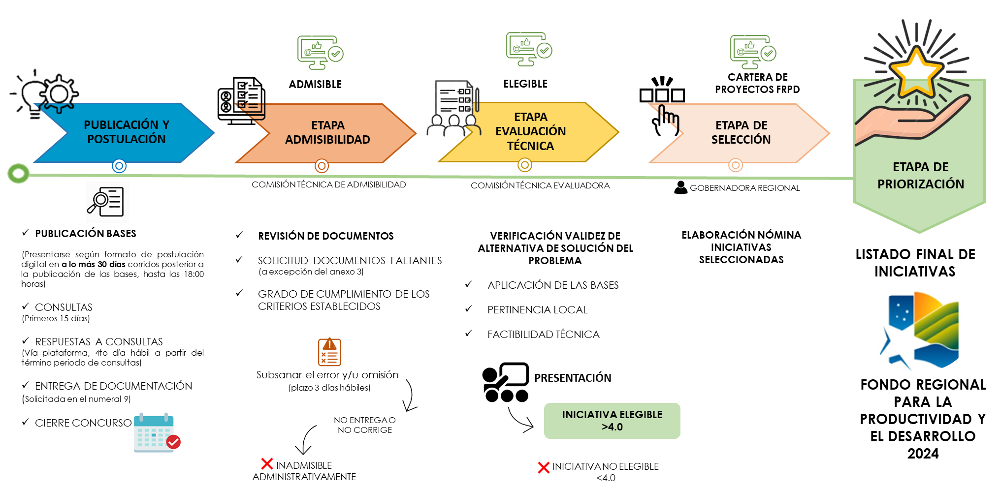 ADMISIBLE
ELEGIBLE
CARTERA DE
PROYECTOS FRPD
PUBLICACIÓN Y
POSTULACIÓN
ETAPA
ADMISIBILIDAD
ETAPA
EVALUACIÓN
TÉCNICA
ETAPA DE
SELECCIÓN
ETAPA DE
PRIORIZACIÓN
COMISIÓN TÉCNICA DE ADMISIBILIDAD
COMISIÓN TÉCNICA EVALUADORA
GOBERNADORA REGIONAL
✓ PUBLICACIÓN BASES
(Presentarse según formato de postulación
digital en a lo más 30 días corridos posterior a
la publicación de las bases, hasta las 18:00
horas)
✓ CONSULTAS
(Primeros 15 días)
✓ RESPUESTAS A CONSULTAS
(Vía plataforma, 4to día hábil a partir del
término periodo de consultas)
✓ ENTREGA DE DOCUMENTACIÓN
(Solicitada en el numeral 9)
✓ CIERRE CONCURSO
✓ REVISIÓN DE DOCUMENTOS
✓ SOLICITUD DOCUMENTOS FALTANTES
(a excepción del anexo 3)
✓ GRADO DE CUMPLIMIENTO DE LOS
CRITERIOS ESTABLECIDOS
Subsanar el error y/u omisión
(plazo 3 días hábiles)
NO ENTREGA O
NO CORRIGE
INADMISIBLE
ADMINISTRATIVAMENTE
VERIFICACIÓN VALIDEZ DE
ALTERNATIVA DE SOLUCIÓN DEL
PROBLEMA
✓ APLICACIÓN DE LAS BASES
✓ PERTINENCIA LOCAL
✓ FACTIBILIDAD TÉCNICA
PRESENTACIÓN
INICIATIVA ELEGIBLE
>4.0
INICIATIVA NO ELEGIBLE
<4.0
ELABORACIÓN NÓMINA
INICIATIVAS
SELECCIONADAS
LISTADO FINAL DE
INICIATIVAS
FONDO REGIONAL
PARA LA
PRODUCTIVIDAD Y
EL DESARROLLO
2024